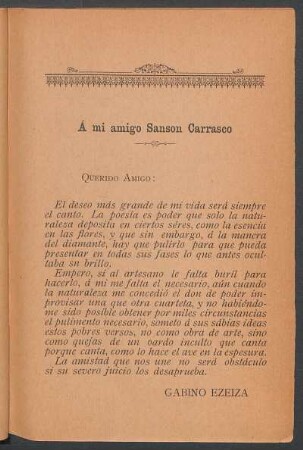 Á mi amigo Sanson Carrasco
QUERIDO AMIGO:
El deseo más grande de mi vida será siempre
el canto. La poesía es poder que solo la natu-
raleza deposita en ciertos séres, como la esencia
en las flores, y que sin embargo, á la manera
del diamante, hay que pulirlo para que pueda
presentar en todas sus fases lo que antes ocul-
taba su brillo.
Empero, si al artesano le falta buril para
hacerlo, á mi me falta el necesario, aún cuando
la naturaleza me concedió el don de poder im-
improvisar una que otra cuarteta, y no habiéndo-
me sido posible obtener por miles circunstancias
el pulimento necesario, someto á sus sábias ideas
estos pobres versos, no como obra de arte, sino
como quejas de un bardo inculto que canta
porque canta, como lo hace el ave en la espesura.
La amistad que nos une no será obstáculo
si su severo juicio los desaprueba.
GABINO EZEIZA